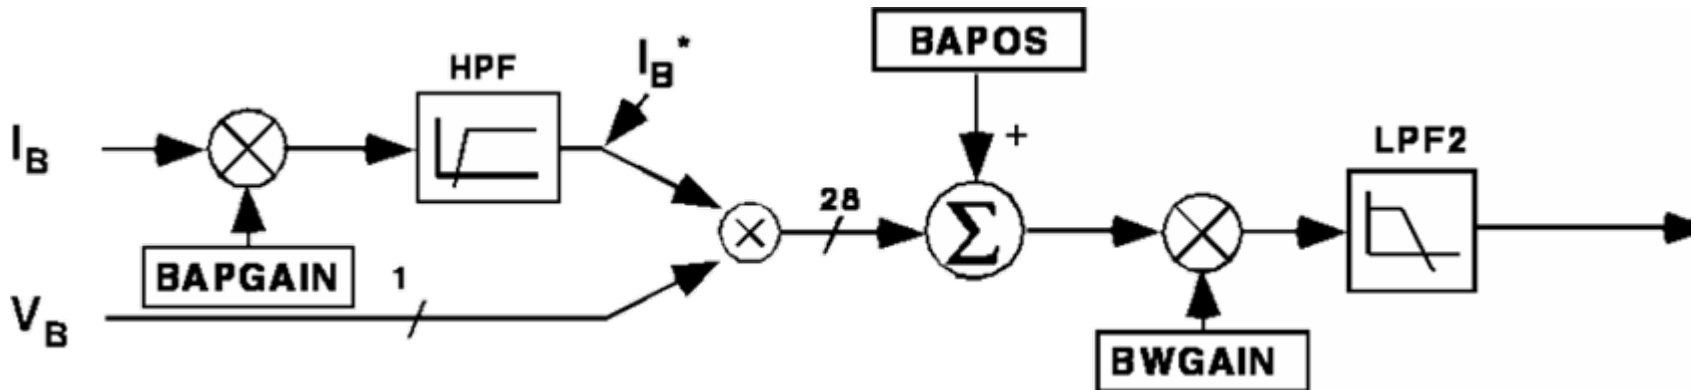 BAPOS
HPF
I_B*
LPF2
I_B
28
+
Σ
BAPGAIN
1
V_B
BWGAIN